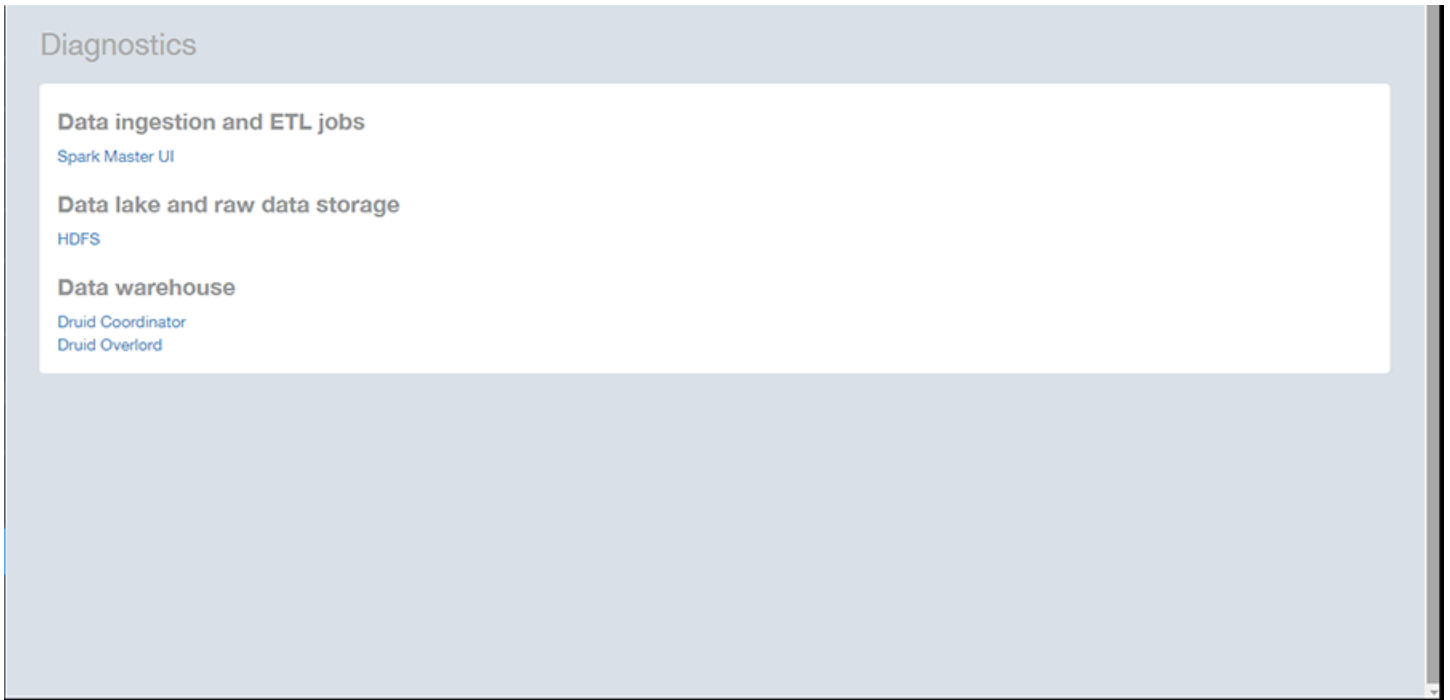 Diagnostics
Data ingestion and ETL jobs
Spark Master UI
Data lake and raw data storage
HDFS
Data warehouse
Druid Coordinator
Druid Overlord